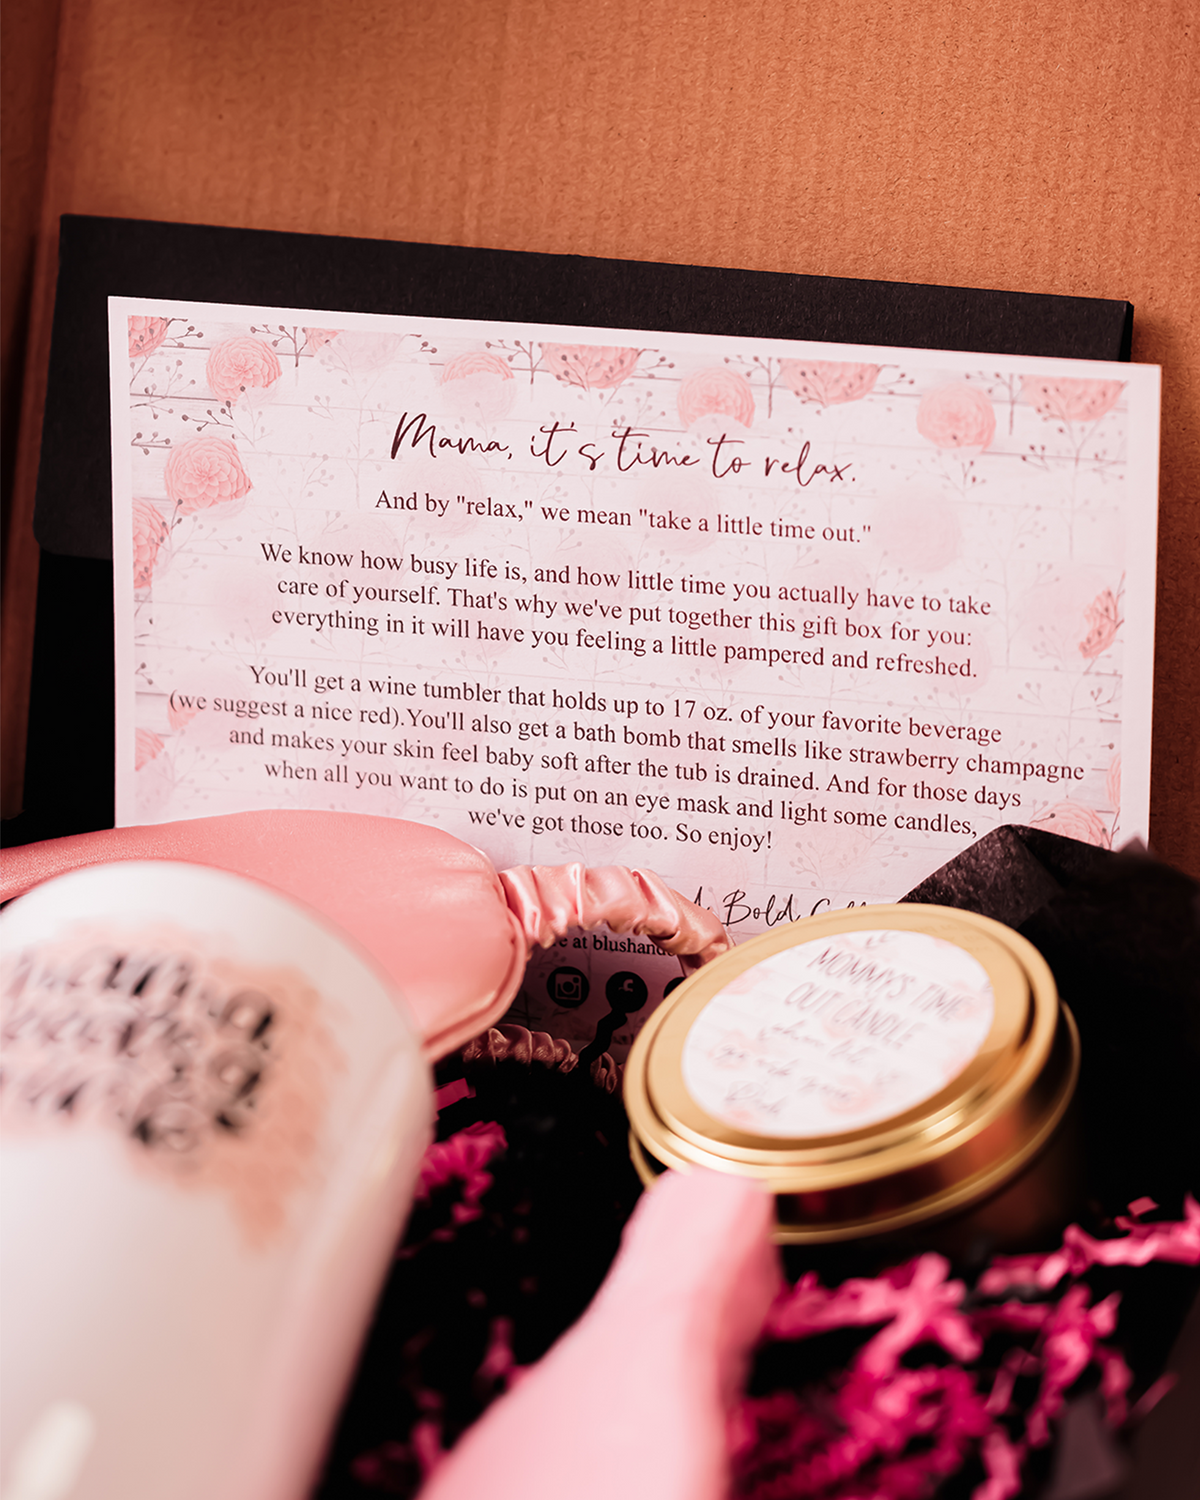 Mama, it's time to relax.
And by "relax," we mean "take a little time out."
We know how busy life is, and how little time you actually have to take
care of yourself. That's why we've put together this gift box for you:
everything in it will have you feeling a little pampered and refreshed.
You'll get a wine tumbler that holds up to 17 oz. of your favorite beverage
(we suggest a nice red).You'll also get a bath bomb that smells like strawberry champagne
and makes your skin feel baby soft after the tub is drained. And for those days
when all you want to do is put on an eye mask and light some candles,
we've got those too. So enjoy!
Bold
at
MOMMY'S TIME
OUT CANDLE